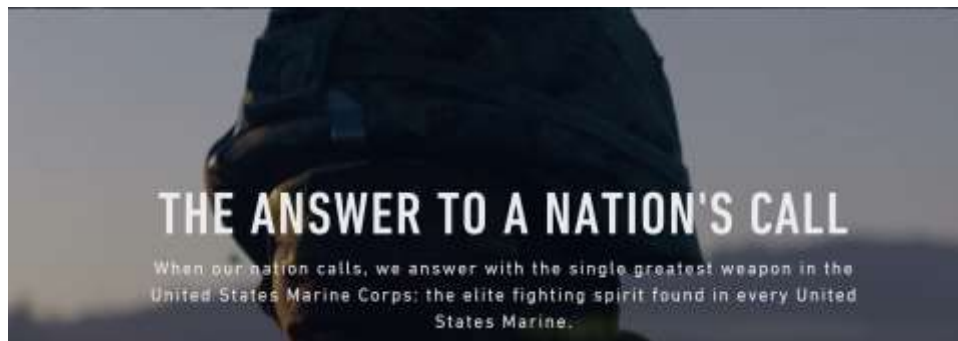 THE ANSWER TO A NATION'S CALL
When our nation calls, we answer with the single greatest weapon in the
United States Marine Corps: the elite fighting spirit found in every United
States Marine.